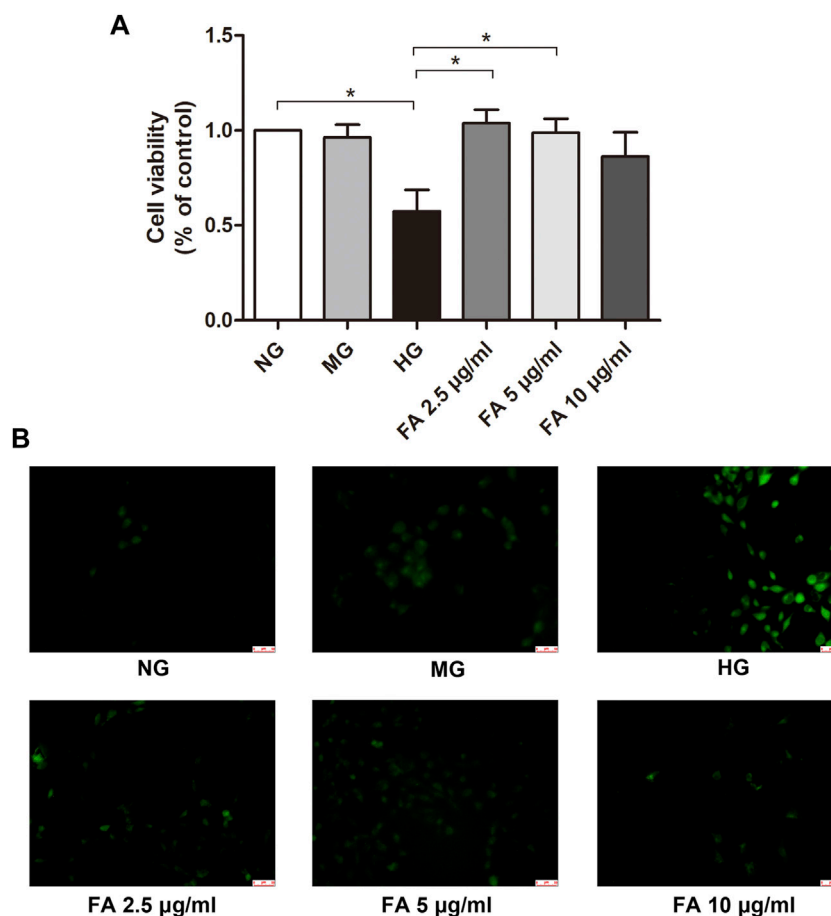 A
Cell viability
(% of control)
1.5
1.0
0.5
0.0
*
*
*
NG
MG
HG
FA 2.5 µg/ml
FA 5 µg/ml
FA 10 µg/ml
B
NG
MG
HG
FA 2.5 µg/ml
FA 5 µg/ml
FA 10 µg/ml